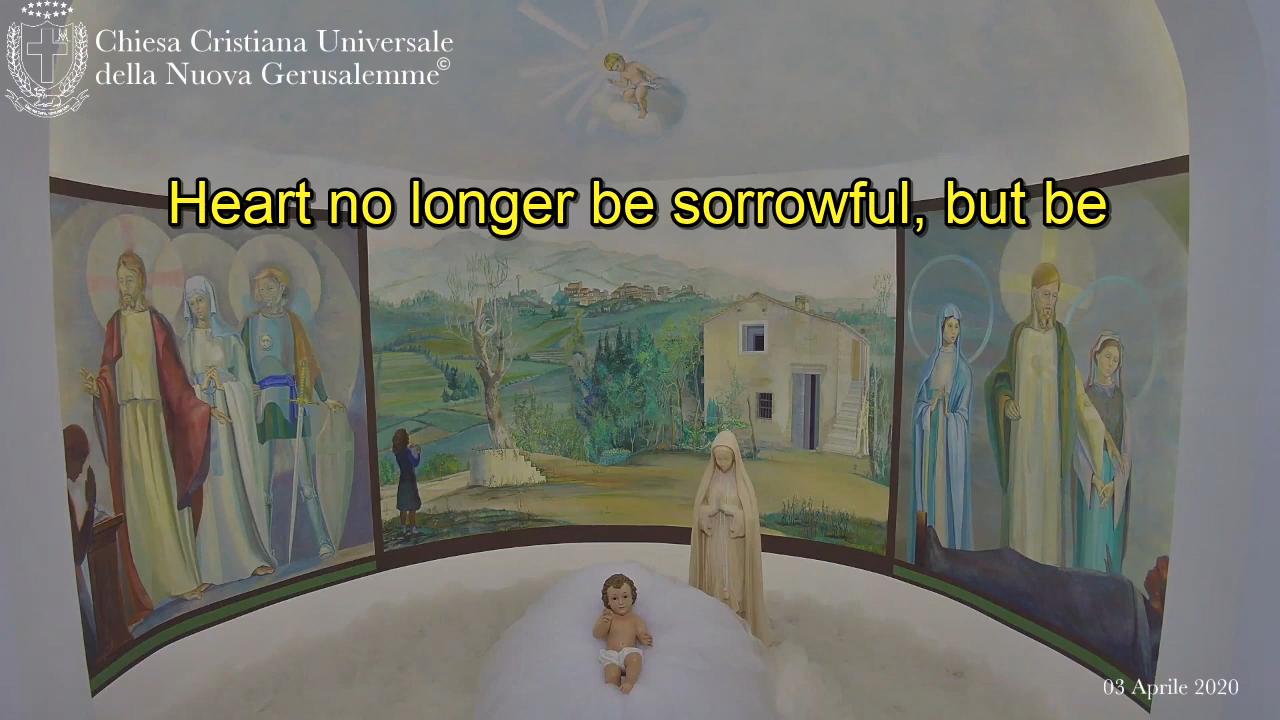 Chiesa Cristiana Universale
della Nuova Gerusalemme©
Heart no longer be sorrowful, but be
03 Aprile 2020